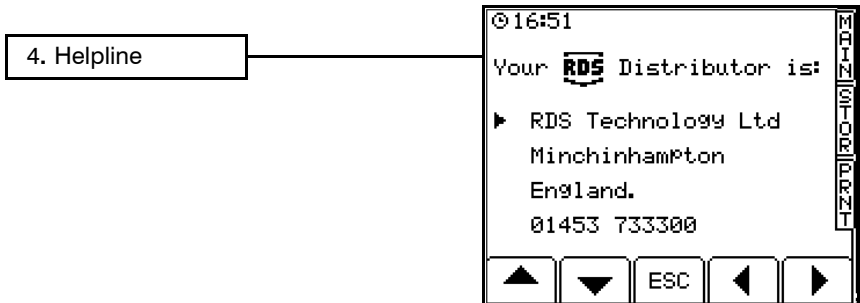 4. Helpline
16:51
Your RDS Distributor is:
RDS Technology Ltd
Minchinhampton
England.
01453 733300
ESC
MAIN
STOR
PRNT